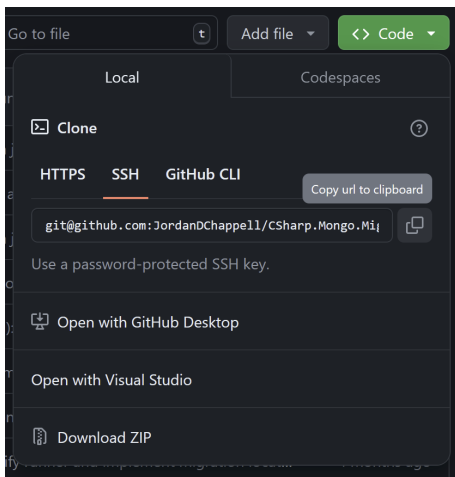 Go to file t Add file <> Code
Local Codespaces
Clone
HTTPS SSH GitHub CLI
Copy url to clipboard
git@github.com:JordanDChappell/CSharp.Mongo.Mig
Use a password-protected SSH key.
Open with GitHub Desktop
Open with Visual Studio
Download ZIP